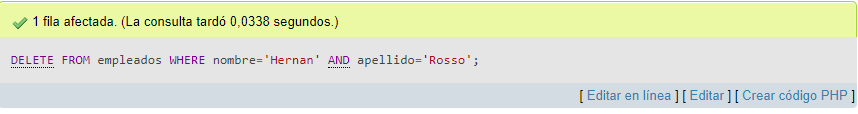 1 fila afectada. (La consulta tardó 0,0338 segundos.)
DELETE FROM empleados WHERE nombre='Hernan' AND apellido='Rosso';
[ Editar en línea ] [ Editar ] [ Crear código PHP ]